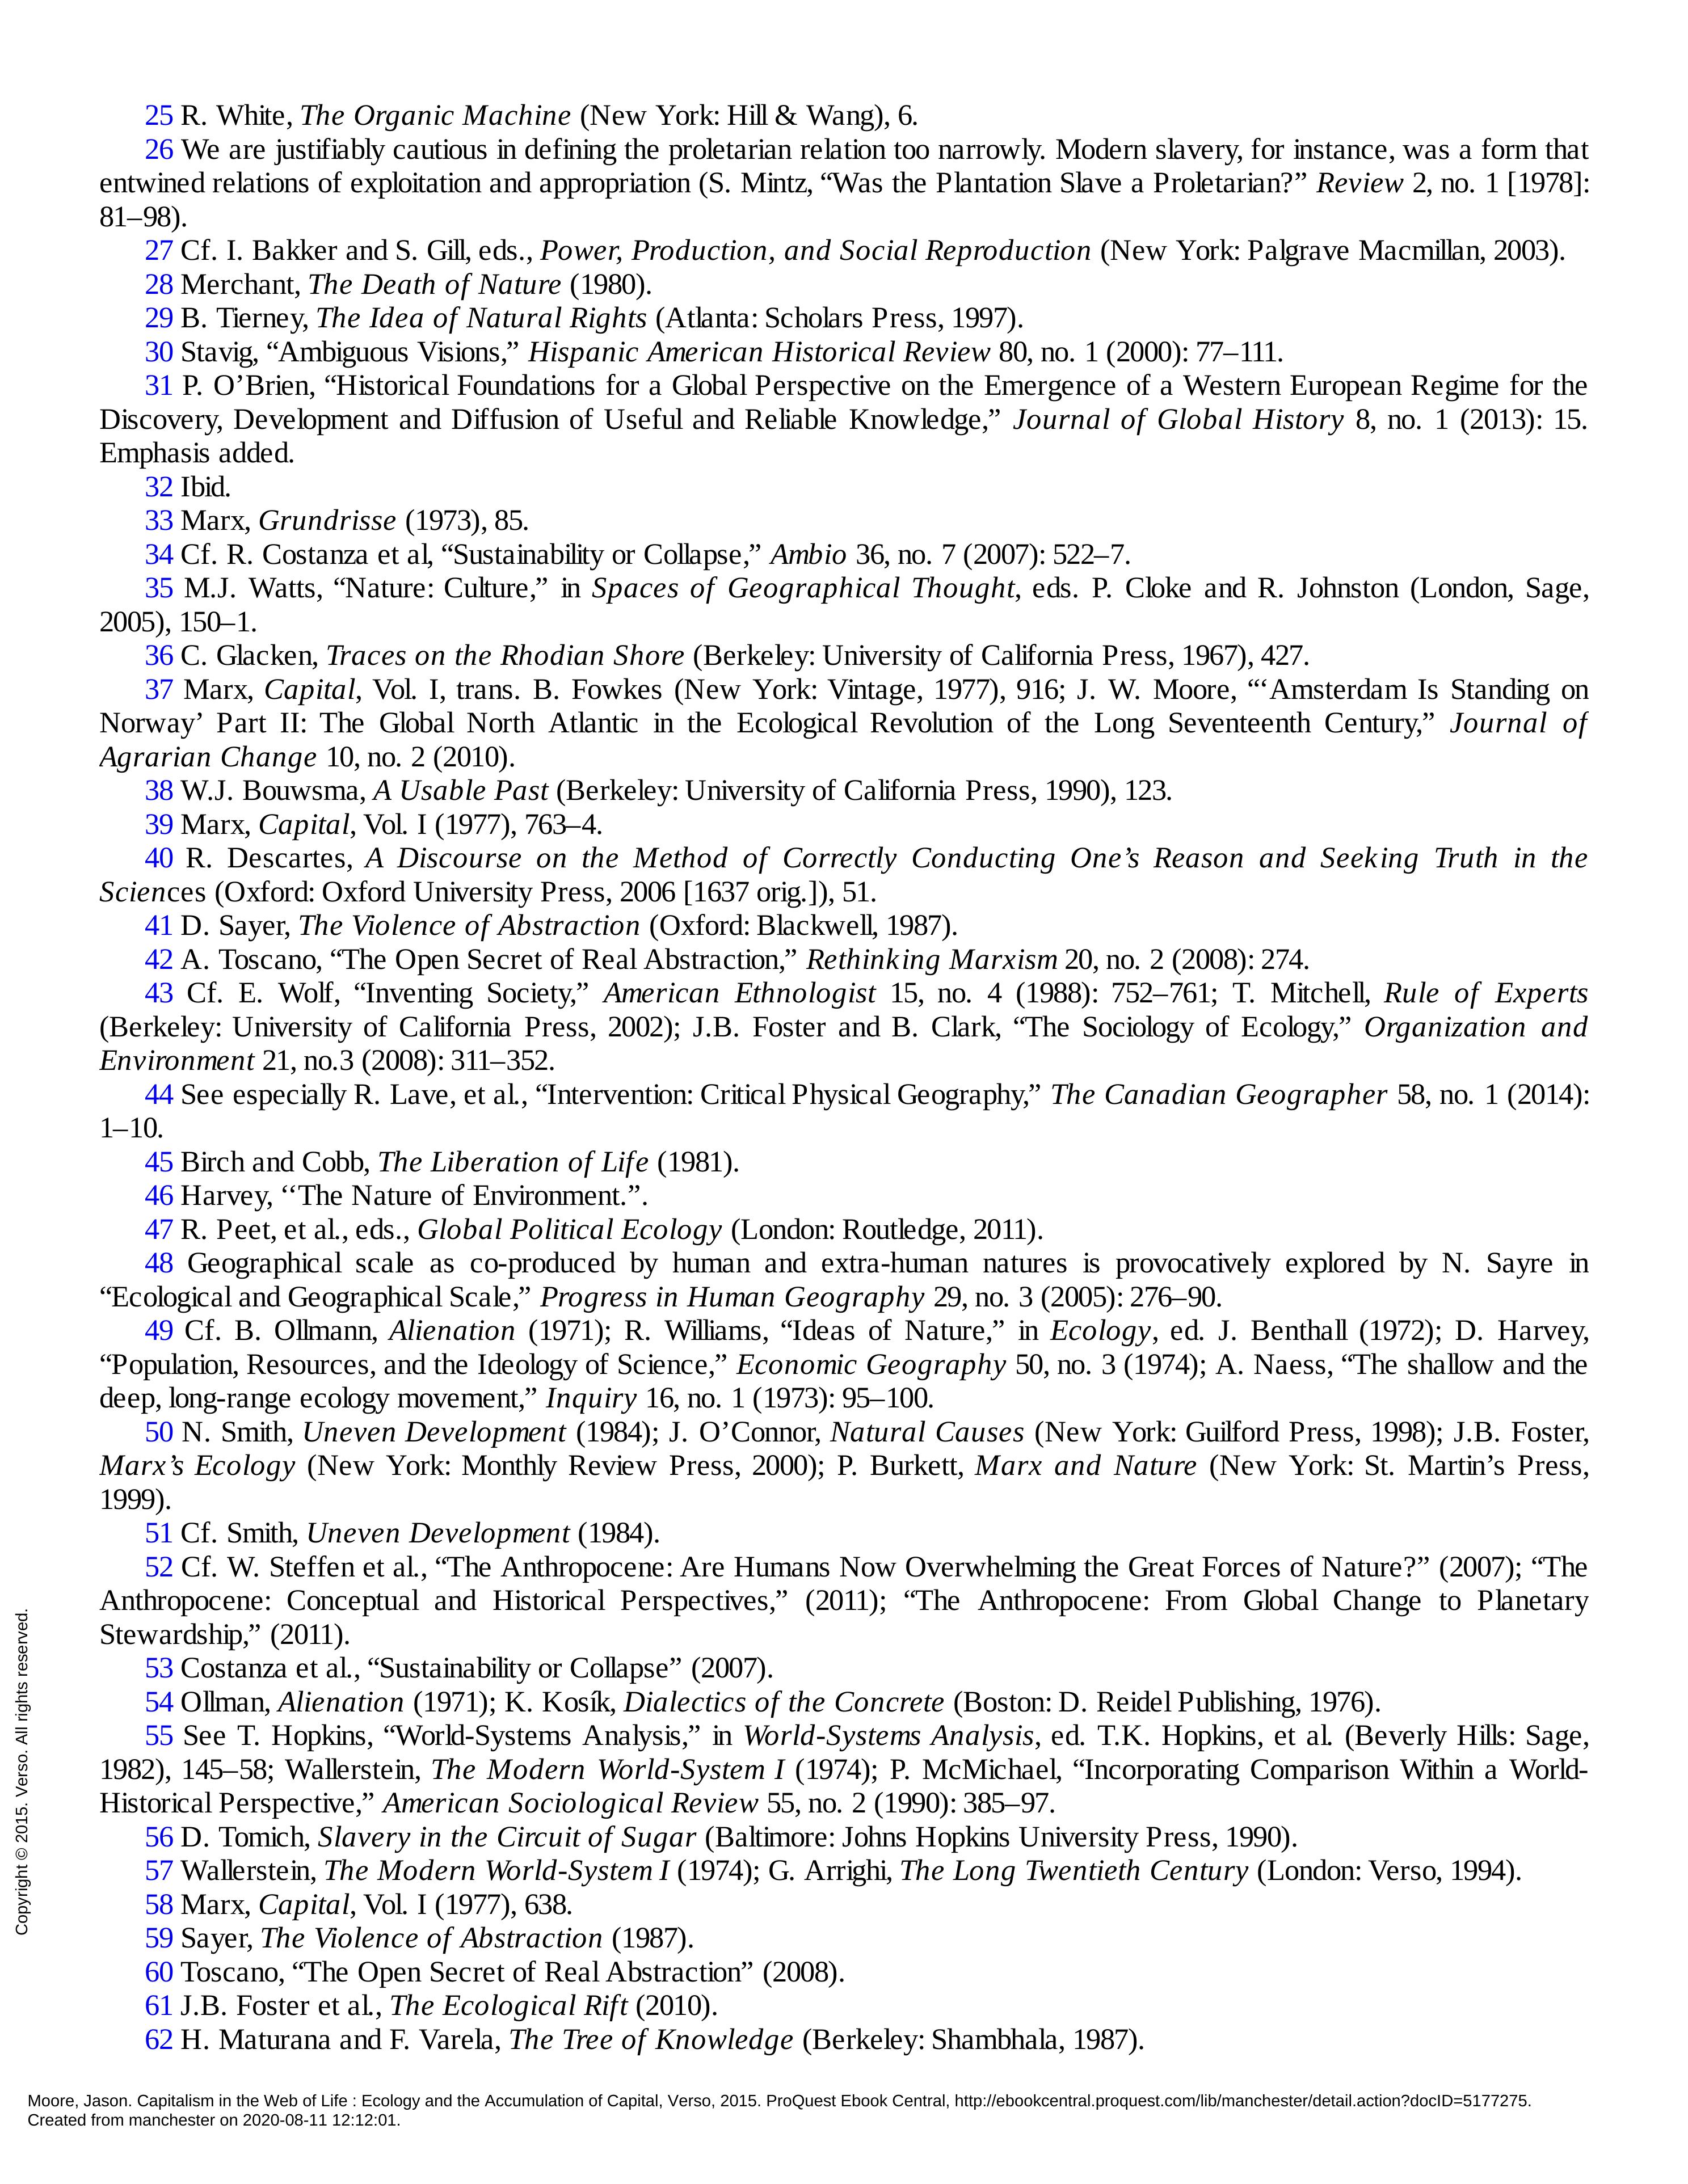 25 R. White, The Organic Machine (New York: Hill & Wang), 6.
26 We are justifiably cautious in defining the proletarian relation too narrowly. Modern slavery, for instance, was a form that
entwined relations of exploitation and appropriation (S. Mintz, “Was the Plantation Slave a Proletarian?” Review 2, no. 1 [1978]:
81–98).
27 Cf. I. Bakker and S. Gill, eds., Power, Production, and Social Reproduction (New York: Palgrave Macmillan, 2003).
28 Merchant, The Death of Nature (1980).
29 B. Tierney, The Idea of Natural Rights (Atlanta: Scholars Press, 1997).
30 Stavig, “Ambiguous Visions,” Hispanic American Historical Review 80, no. 1 (2000): 77–111.
31 P. O’Brien, “Historical Foundations for a Global Perspective on the Emergence of a Western European Regime for the
Discovery, Development and Diffusion of Useful and Reliable Knowledge,” Journal of Global History 8, no. 1 (2013): 15.
Emphasis added.
32 Ibid.
33 Marx, Grundrisse (1973), 85.
34 Cf. R. Costanza et al, “Sustainability or Collapse,” Ambio 36, no. 7 (2007): 522–7.
35 M.J. Watts, “Nature: Culture,” in Spaces of Geographical Thought, eds. P. Cloke and R. Johnston (London, Sage,
2005), 150–1.
36 C. Glacken, Traces on the Rhodian Shore (Berkeley: University of California Press, 1967), 427.
37 Marx, Capital, Vol. I, trans. B. Fowkes (New York: Vintage, 1977), 916; J. W. Moore, “‘Amsterdam Is Standing on
Norway’ Part II: The Global North Atlantic in the Ecological Revolution of the Long Seventeenth Century,” Journal of
Agrarian Change 10, no. 2 (2010).
38 W.J. Bouwsma, A Usable Past (Berkeley: University of California Press, 1990), 123.
39 Marx, Capital, Vol. I (1977), 763–4.
40 R. Descartes, A Discourse on the Method of Correctly Conducting One’s Reason and Seeking Truth in the
Sciences (Oxford: Oxford University Press, 2006 [1637 orig.]), 51.
41 D. Sayer, The Violence of Abstraction (Oxford: Blackwell, 1987).
42 A. Toscano, “The Open Secret of Real Abstraction,” Rethinking Marxism 20, no. 2 (2008): 274.
43 Cf. E. Wolf, “Inventing Society,” American Ethnologist 15, no. 4 (1988): 752–761; T. Mitchell, Rule of Experts
(Berkeley: University of California Press, 2002); J.B. Foster and B. Clark, “The Sociology of Ecology,” Organization and
Environment 21, no.3 (2008): 311–352.
44 See especially R. Lave, et al., “Intervention: Critical Physical Geography,” The Canadian Geographer 58, no. 1 (2014):
1–10.
45 Birch and Cobb, The Liberation of Life (1981).
46 Harvey, ‘‘The Nature of Environment.”.
47 R. Peet, et al., eds., Global Political Ecology (London: Routledge, 2011).
48 Geographical scale as co-produced by human and extra-human natures is provocatively explored by N. Sayre in
“Ecological and Geographical Scale,” Progress in Human Geography 29, no. 3 (2005): 276–90.
49 Cf. B. Ollmann, Alienation (1971); R. Williams, “Ideas of Nature,” in Ecology, ed. J. Benthall (1972); D. Harvey,
“Population, Resources, and the Ideology of Science,” Economic Geography 50, no. 3 (1974); A. Naess, “The shallow and the
deep, long-range ecology movement,” Inquiry 16, no. 1 (1973): 95–100.
50 N. Smith, Uneven Development (1984); J. O’Connor, Natural Causes (New York: Guilford Press, 1998); J.B. Foster,
Marx’s Ecology (New York: Monthly Review Press, 2000); P. Burkett, Marx and Nature (New York: St. Martin’s Press,
1999).
51 Cf. Smith, Uneven Development (1984).
52 Cf. W. Steffen et al., “The Anthropocene: Are Humans Now Overwhelming the Great Forces of Nature?” (2007); “The
Anthropocene: Conceptual and Historical Perspectives,” (2011); “The Anthropocene: From Global Change to Planetary
Stewardship,” (2011).
53 Costanza et al., “Sustainability or Collapse” (2007).
54 Ollman, Alienation (1971); K. Kosík, Dialectics of the Concrete (Boston: D. Reidel Publishing, 1976).
55 See T. Hopkins, “World-Systems Analysis,” in World-Systems Analysis, ed. T.K. Hopkins, et al. (Beverly Hills: Sage,
1982), 145–58; Wallerstein, The Modern World-System I (1974); P. McMichael, “Incorporating Comparison Within a World-
Historical Perspective,” American Sociological Review 55, no. 2 (1990): 385–97.
56 D. Tomich, Slavery in the Circuit of Sugar (Baltimore: Johns Hopkins University Press, 1990).
57 Wallerstein, The Modern World-System I (1974); G. Arrighi, The Long Twentieth Century (London: Verso, 1994).
58 Marx, Capital, Vol. I (1977), 638.
59 Sayer, The Violence of Abstraction (1987).
60 Toscano, “The Open Secret of Real Abstraction” (2008).
61 J.B. Foster et al., The Ecological Rift (2010).
62 H. Maturana and F. Varela, The Tree of Knowledge (Berkeley: Shambhala, 1987).
Copyright © 2015. Verso. All rights reserved.
Moore, Jason. Capitalism in the Web of Life : Ecology and the Accumulation of Capital, Verso, 2015. ProQuest Ebook Central, http://ebookcentral.proquest.com/lib/manchester/detail.action?docID=5177275.
Created from manchester on 2020-08-11 12:12:01.